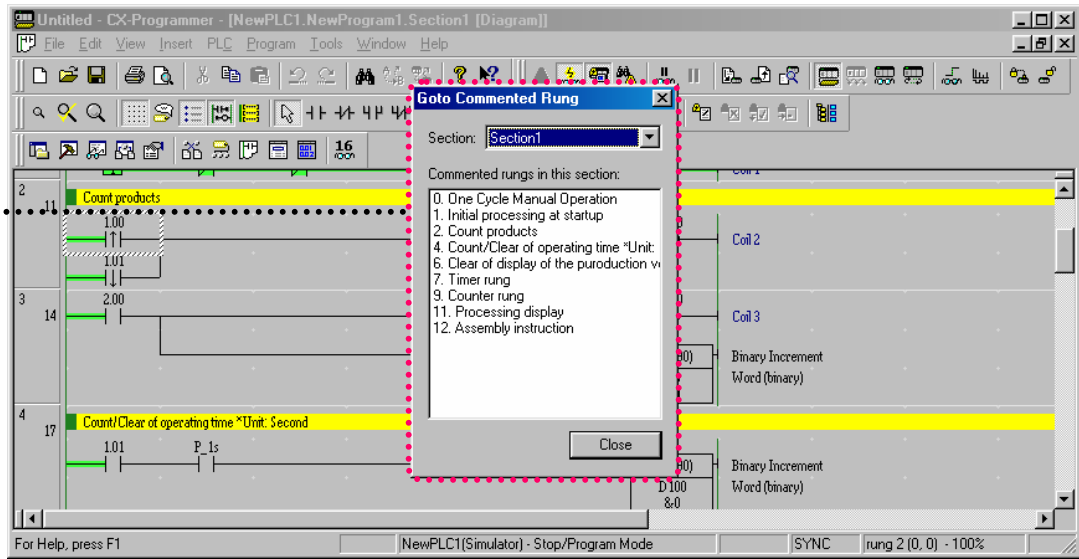 Untitled - CX-Programmer - [NewPLC1.NewProgram1.Section1 [Diagram]]
File Edit View Insert PLC Program Tools Window Help
16
Goto Commented Rung
Section: Section1
Commented rungs in this section:
0. One Cycle Manual Operation
1. Initial processing at startup
2. Count products
4. Count/Clear of operating time *Unit:
6. Clear of display of the puroduction v
7. Timer rung
9. Counter rung
11. Processing display
12. Assembly instruction
Close
2
11
Count products
1.00
Coil 2
1.01
3
14
2.00
Coil 3
Binary Increment
Word (binary)
4
17
Count/Clear of operating time *Unit: Second
1.01 P_1s
Binary Increment
D100 Word (binary)
&0
For Help, press F1 NewPLC1(Simulator) - Stop/Program Mode SYNC rung 2 (0, 0) - 100%